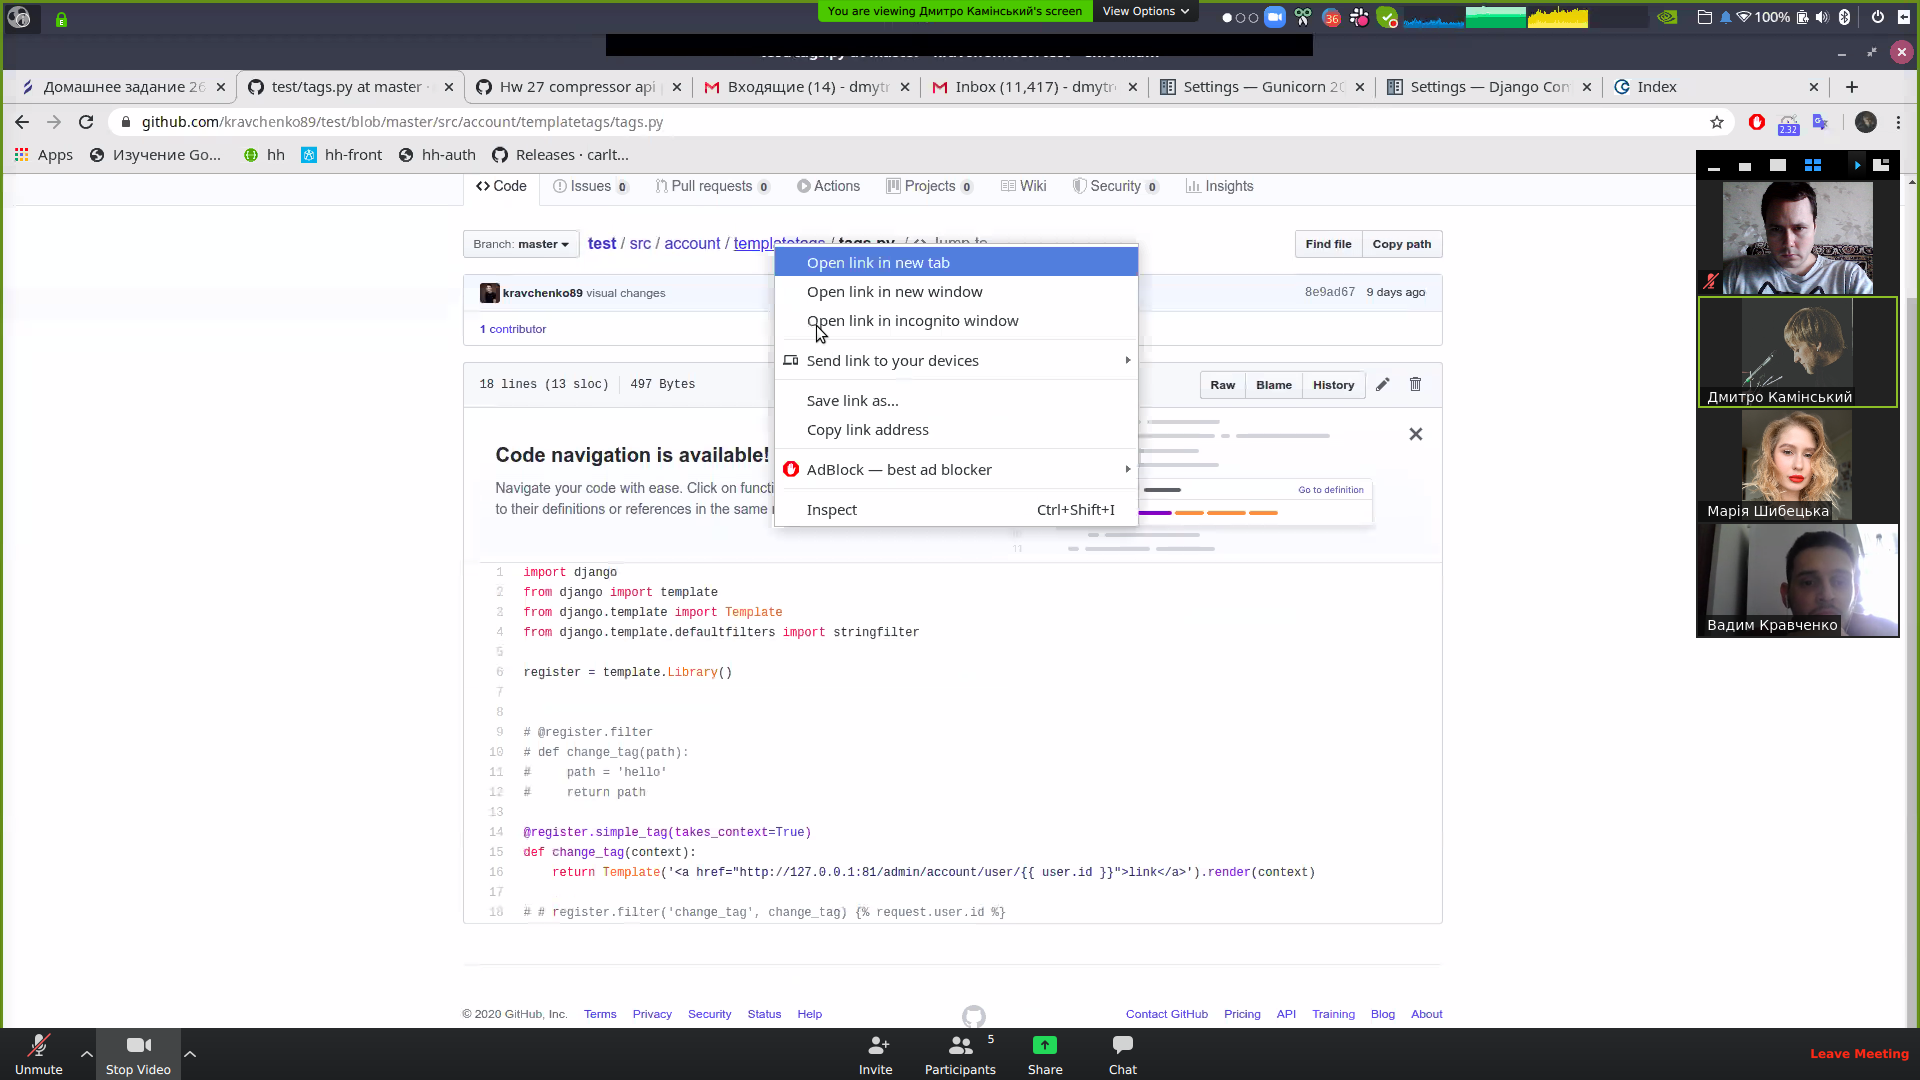 You are viewing Дмитро Камінський's screen
View Options
36
100%
Домашнее задание 26
test/tags.py at master ·
Hw 27 compressor api
Входящие (14) - dmytr
Inbox (11,417) - dmytr
Settings — Gunicorn 20
Settings — Django Con
Index
github.com/kravchenko89/test/blob/master/src/account/templatetags/tags.py
2.32
Apps
Изучение Go...
hh
hh-front
hh-auth
Releases · carlt...
Code
Issues 0
Pull requests 0
Actions
Projects 0
Wiki
Security 0
Insights
Branch: master
test / src / account / templatetags / tags.py / <> Jump to
Find file
Copy path
Open link in new tab
Open link in new window
Open link in incognito window
Send link to your devices
Save link as...
Copy link address
AdBlock — best ad blocker
Inspect
Ctrl+Shift+I
kravchenko89 visual changes
8e9ad67 9 days ago
1 contributor
18 lines (13 sloc)
497 Bytes
Raw
Blame
History
Code navigation is available!
Navigate your code with ease. Click on functi
to their definitions or references in the same
Go to definition
11
1 import django
2 from django import template
3 from django.template import Template
4 from django.template.defaultfilters import stringfilter
5
6 register = template.Library()
7
8
9 # @register.filter
10 # def change_tag(path):
11 #     path = 'hello'
12 #     return path
13
14 @register.simple_tag(takes_context=True)
15 def change_tag(context):
16     return Template('<a href="http://127.0.0.1:81/admin/account/user/{{ user.id }}">link</a>').render(context)
17
18 # # register.filter('change_tag', change_tag) {% request.user.id %}
© 2020 GitHub, Inc.
Terms
Privacy
Security
Status
Help
Contact GitHub
Pricing
API
Training
Blog
About
Дмитро Камінський
Марія Шибецька
Вадим Кравченко
Unmute
Stop Video
Invite
Participants
5
Share
Chat
Leave Meeting